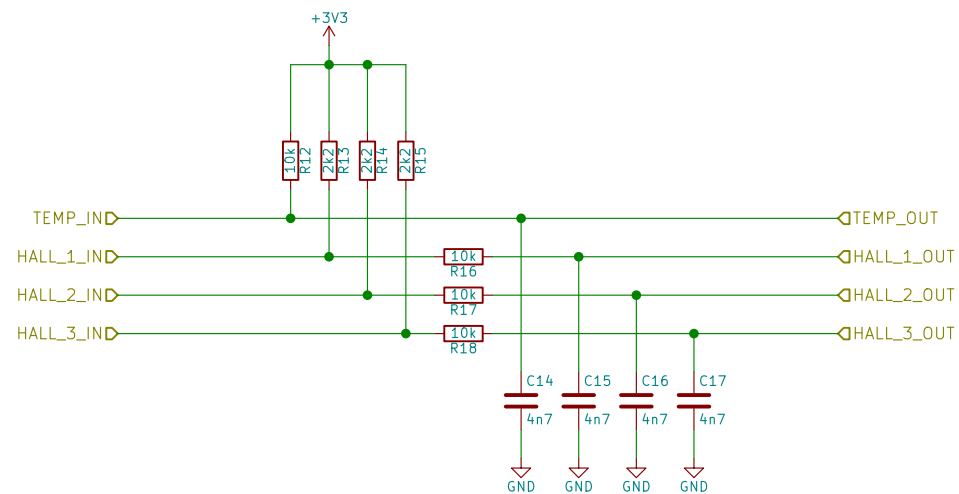 +3V3
10k
R12
2k2
R13
2k2
R14
2k2
R15
TEMP_IN
TEMP_OUT
HALL_1_IN
10k
R16
HALL_1_OUT
HALL_2_IN
10k
R17
HALL_2_OUT
HALL_3_IN
10k
R18
HALL_3_OUT
C14
4n7
C15
4n7
C16
4n7
C17
4n7
GND
GND
GND
GND